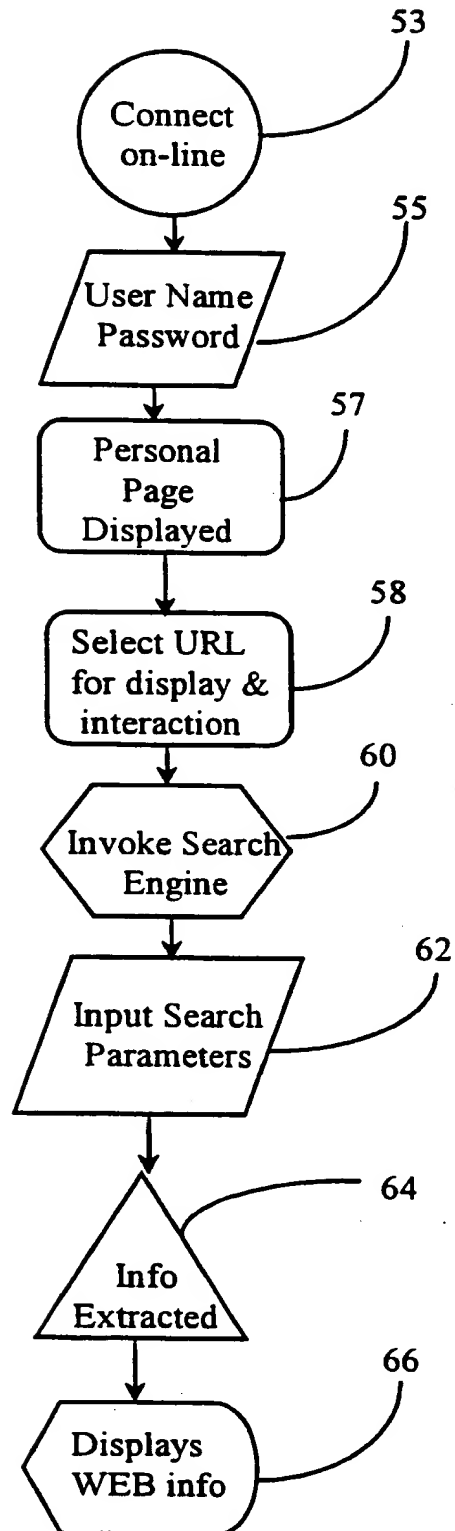 53
Connect
on-line
55
User Name
Password
57
Personal
Page
Displayed
58
Select URL
for display &
interaction
60
Invoke Search
Engine
62
Input Search
Parameters
64
Info
Extracted
66
Displays
WEB info